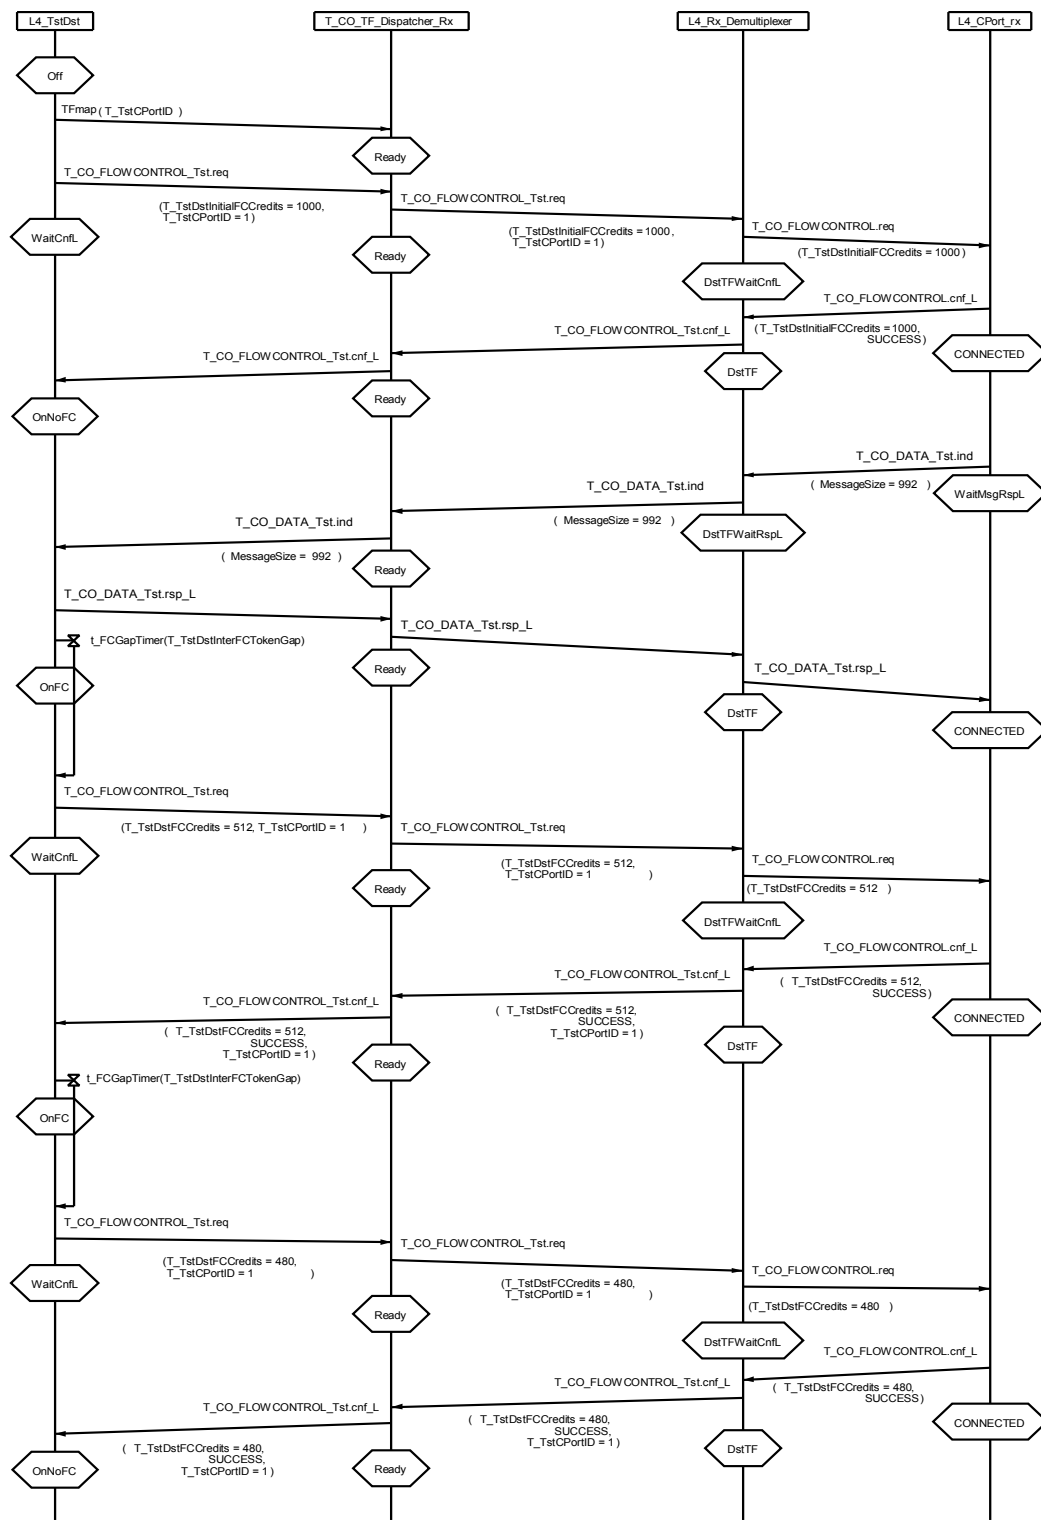 L4_TstDst
T_CO_TF_Dispatcher_Rx
L4_Rx_Demultiplexer
L4_CPort_rx
Off
TFmap ( T_TstCPortID )
Ready
T_CO_FLOWCONTROL_Tst.req
(T_TstDstInitialFCCredits = 1000,
T_TstCPortID = 1)
T_CO_FLOWCONTROL_Tst.req
(T_TstDstInitialFCCredits = 1000,
T_TstCPortID = 1)
T_CO_FLOWCONTROL.req
(T_TstDstInitialFCCredits = 1000)
WaitCnfL
Ready
DstTFWaitCnfL
T_CO_FLOWCONTROL.cnf_L
(T_TstDstInitialFCCredits = 1000,
SUCCESS)
T_CO_FLOWCONTROL_Tst.cnf_L
T_CO_FLOWCONTROL_Tst.cnf_L
CONNECTED
DstTF
Ready
OnNoFC
T_CO_DATA_Tst.ind
( MessageSize = 992 )
WaitMsgRspL
T_CO_DATA_Tst.ind
( MessageSize = 992 )
DstTFWaitRspL
T_CO_DATA_Tst.ind
( MessageSize = 992 )
Ready
T_CO_DATA_Tst.rsp_L
T_CO_DATA_Tst.rsp_L
t_FCGapTimer(T_TstDstInterFCTokenGap)
T_CO_DATA_Tst.rsp_L
Ready
OnFC
DstTF
CONNECTED
T_CO_FLOWCONTROL_Tst.req
(T_TstDstFCCredits = 512, T_TstCPortID = 1 )
T_CO_FLOWCONTROL_Tst.req
(T_TstDstFCCredits = 512,
T_TstCPortID = 1 )
T_CO_FLOWCONTROL.req
(T_TstDstFCCredits = 512 )
WaitCnfL
Ready
DstTFWaitCnfL
T_CO_FLOWCONTROL.cnf_L
( T_TstDstFCCredits = 512,
SUCCESS)
T_CO_FLOWCONTROL_Tst.cnf_L
( T_TstDstFCCredits = 512,
SUCCESS,
T_TstCPortID = 1)
T_CO_FLOWCONTROL_Tst.cnf_L
( T_TstDstFCCredits = 512,
SUCCESS,
T_TstCPortID = 1)
CONNECTED
DstTF
Ready
t_FCGapTimer(T_TstDstInterFCTokenGap)
OnFC
T_CO_FLOWCONTROL_Tst.req
(T_TstDstFCCredits = 480,
T_TstCPortID = 1 )
T_CO_FLOWCONTROL_Tst.req
(T_TstDstFCCredits = 480,
T_TstCPortID = 1 )
T_CO_FLOWCONTROL.req
(T_TstDstFCCredits = 480 )
WaitCnfL
Ready
DstTFWaitCnfL
T_CO_FLOWCONTROL.cnf_L
( T_TstDstFCCredits = 480,
SUCCESS)
T_CO_FLOWCONTROL_Tst.cnf_L
( T_TstDstFCCredits = 480,
SUCCESS,
T_TstCPortID = 1)
T_CO_FLOWCONTROL_Tst.cnf_L
( T_TstDstFCCredits = 480,
SUCCESS,
T_TstCPortID = 1)
CONNECTED
DstTF
Ready
OnNoFC